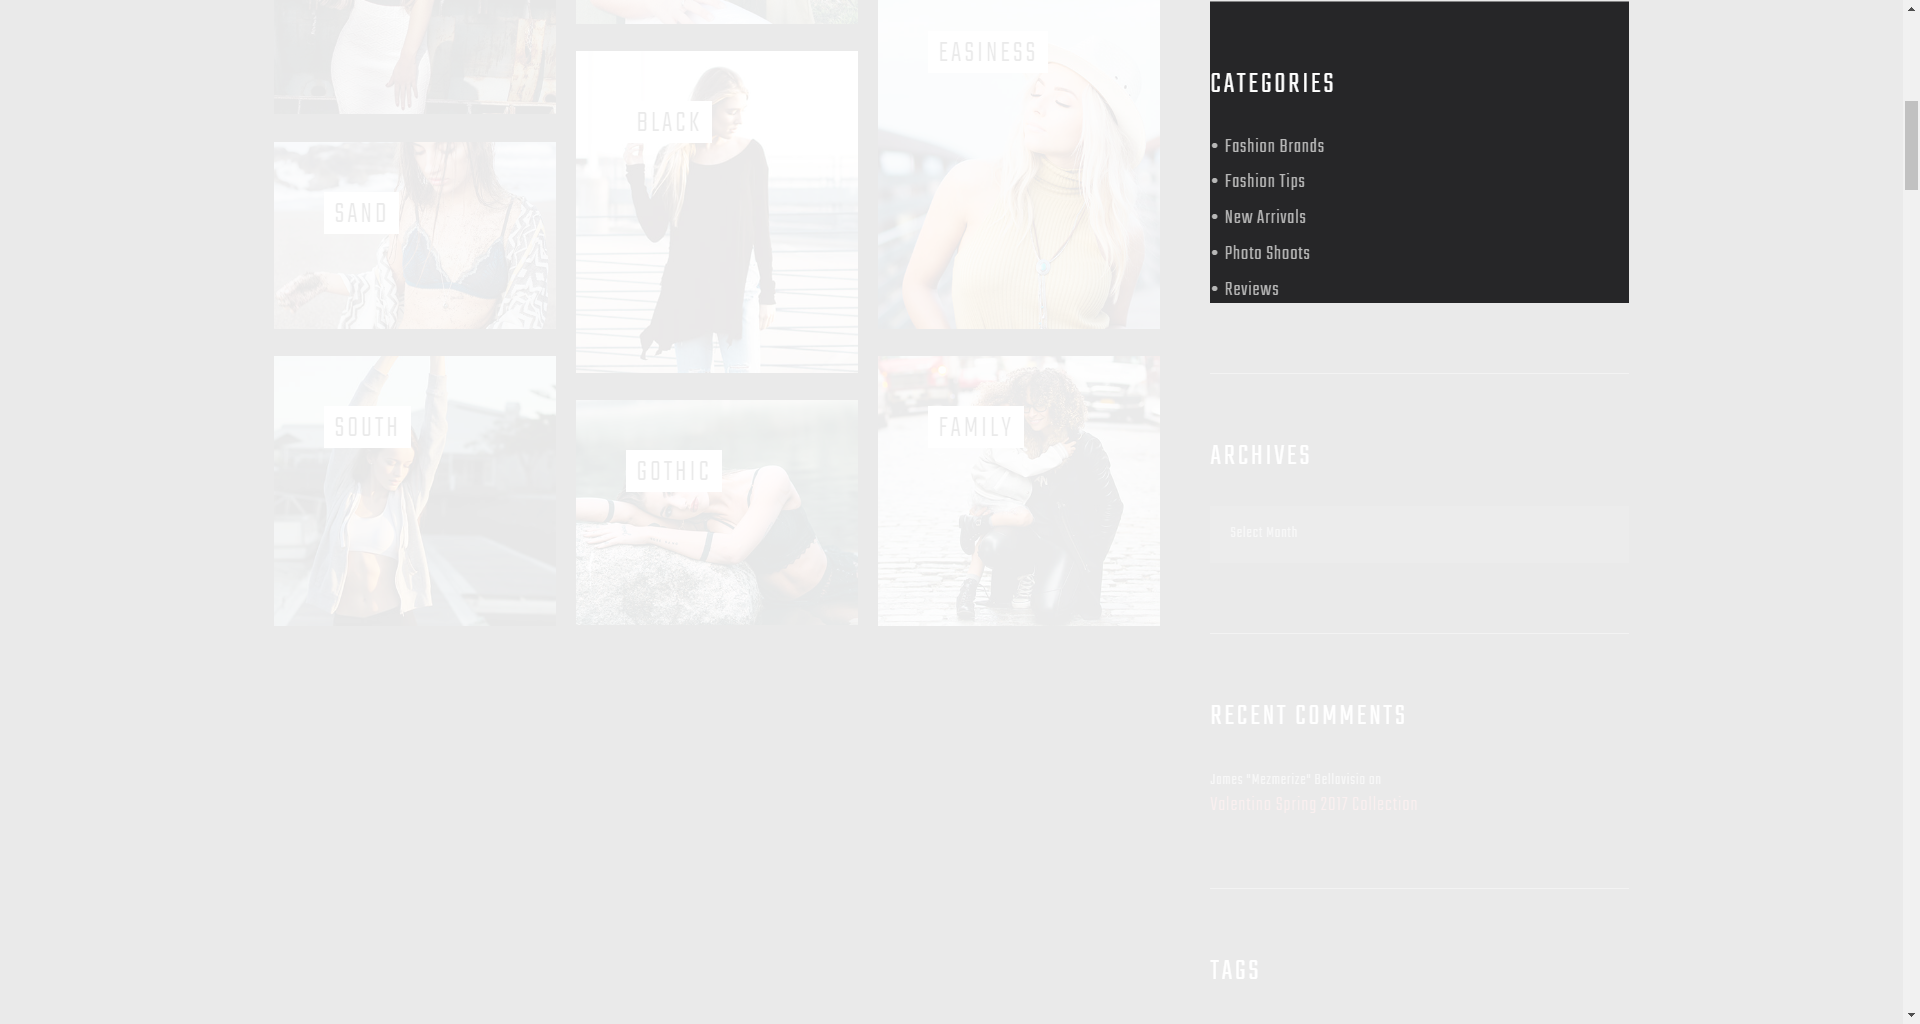 EASINESS
BLACK
SAND
SOUTH
GOTHIC
FAMILY
CATEGORIES
• Fashion Brands
• Fashion Tips
• New Arrivals
• Photo Shoots
• Reviews
ARCHIVES
Select Month
RECENT COMMENTS
James "Mezmerize" Bellavisio on
Valentino Spring 2017 Collection
TAGS